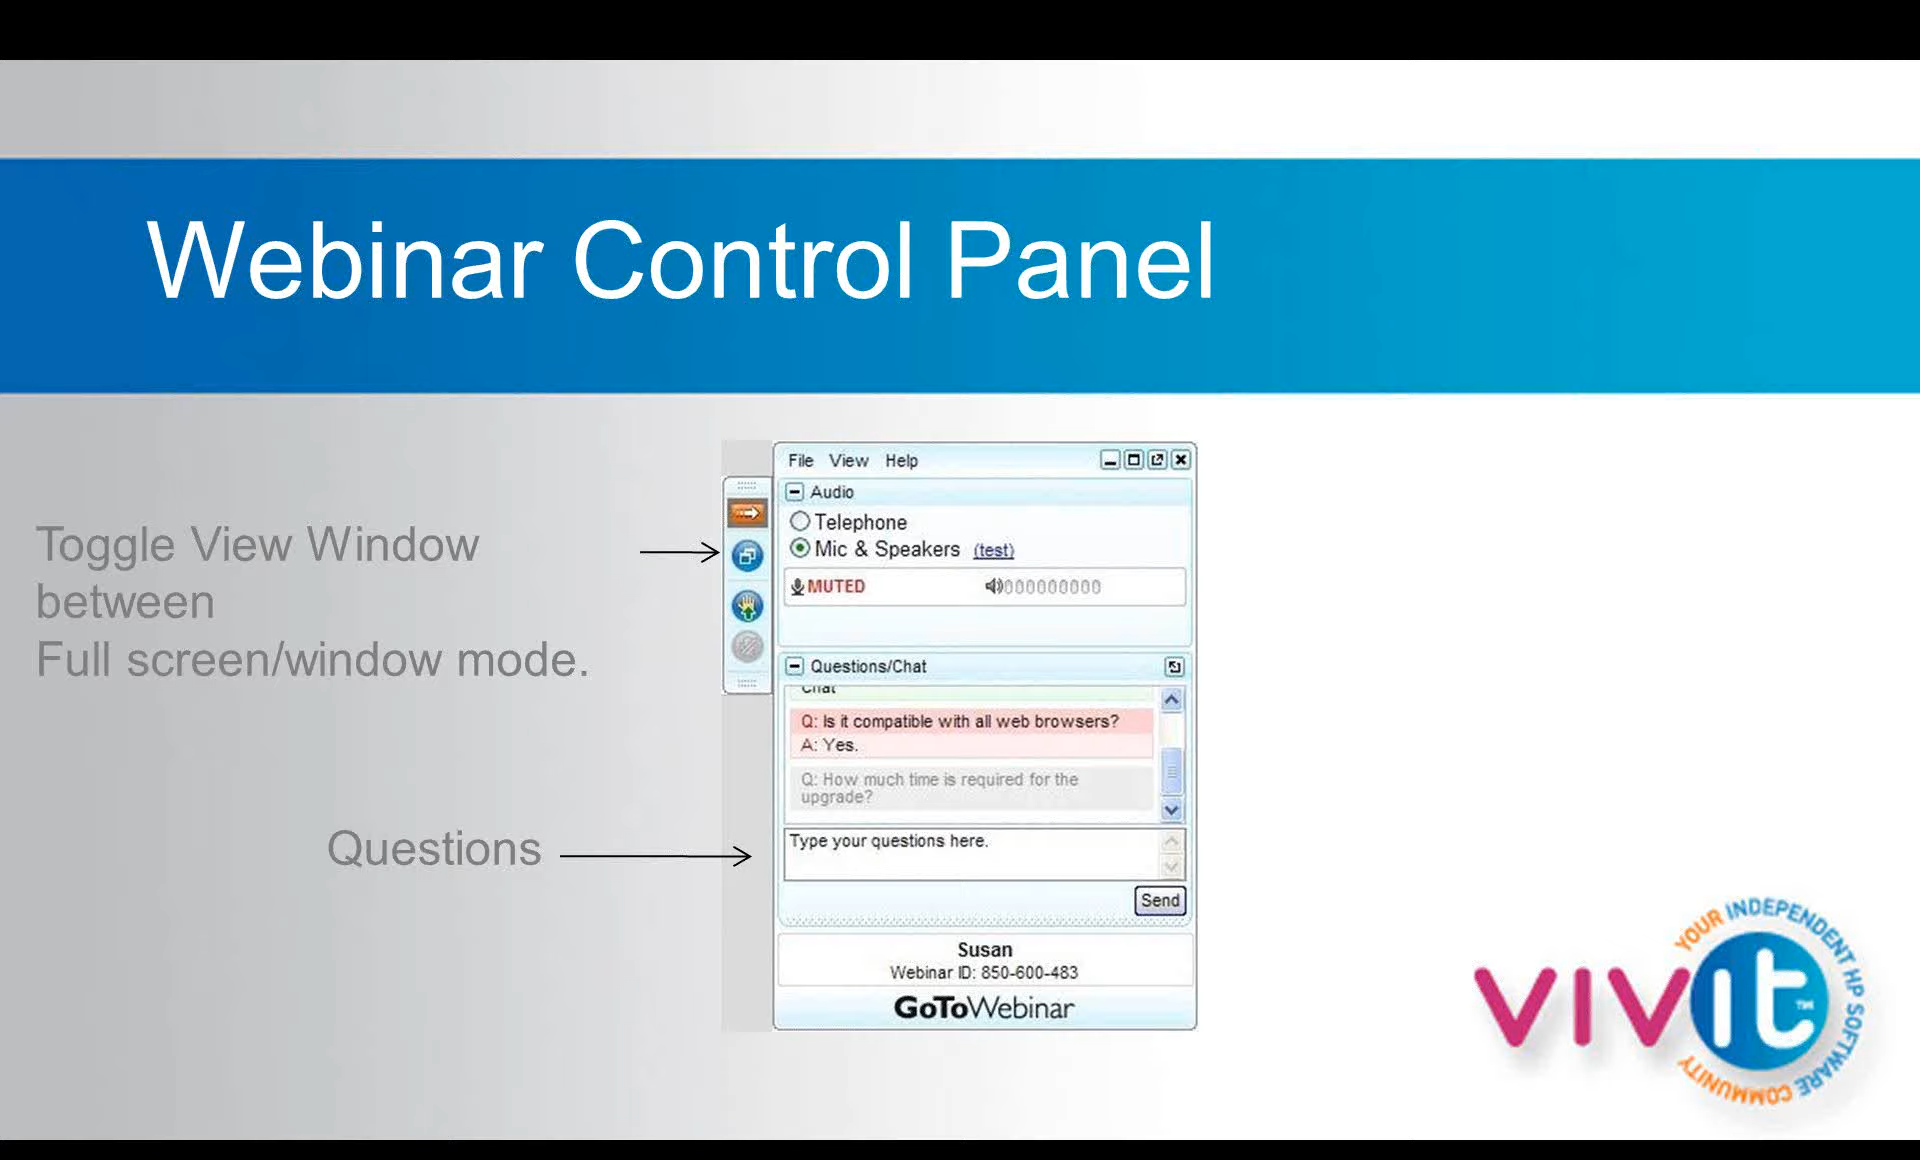 Webinar Control Panel
Toggle View Window
between
Full screen/window mode.
Questions
File View Help
Audio
Telephone
Mic & Speakers (test)
MUTED
Questions/Chat
Chat
Q: Is it compatible with all web browsers?
A: Yes.
Q: How much time is required for the
upgrade?
Type your questions here.
Send
Susan
Webinar ID: 850-600-483
GoToWebinar
vivit™
YOUR INDEPENDENT HP SOFTWARE COMMUNITY